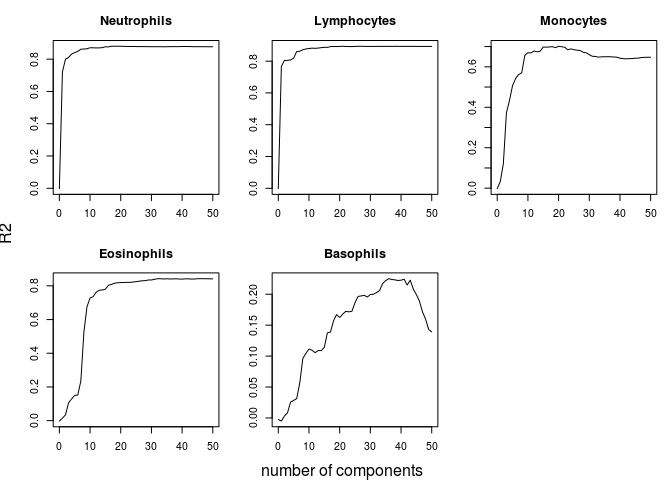 Neutrophils
0.0 0.2 0.4 0.6 0.8
0 10 20 30 40 50
Lymphocytes
0.0 0.2 0.4 0.6 0.8
0 10 20 30 40 50
Monocytes
0.0 0.2 0.4 0.6
0 10 20 30 40 50
R2
Eosinophils
0.0 0.2 0.4 0.6 0.8
0 10 20 30 40 50
Basophils
0.00 0.05 0.10 0.15 0.20
0 10 20 30 40 50
number of components